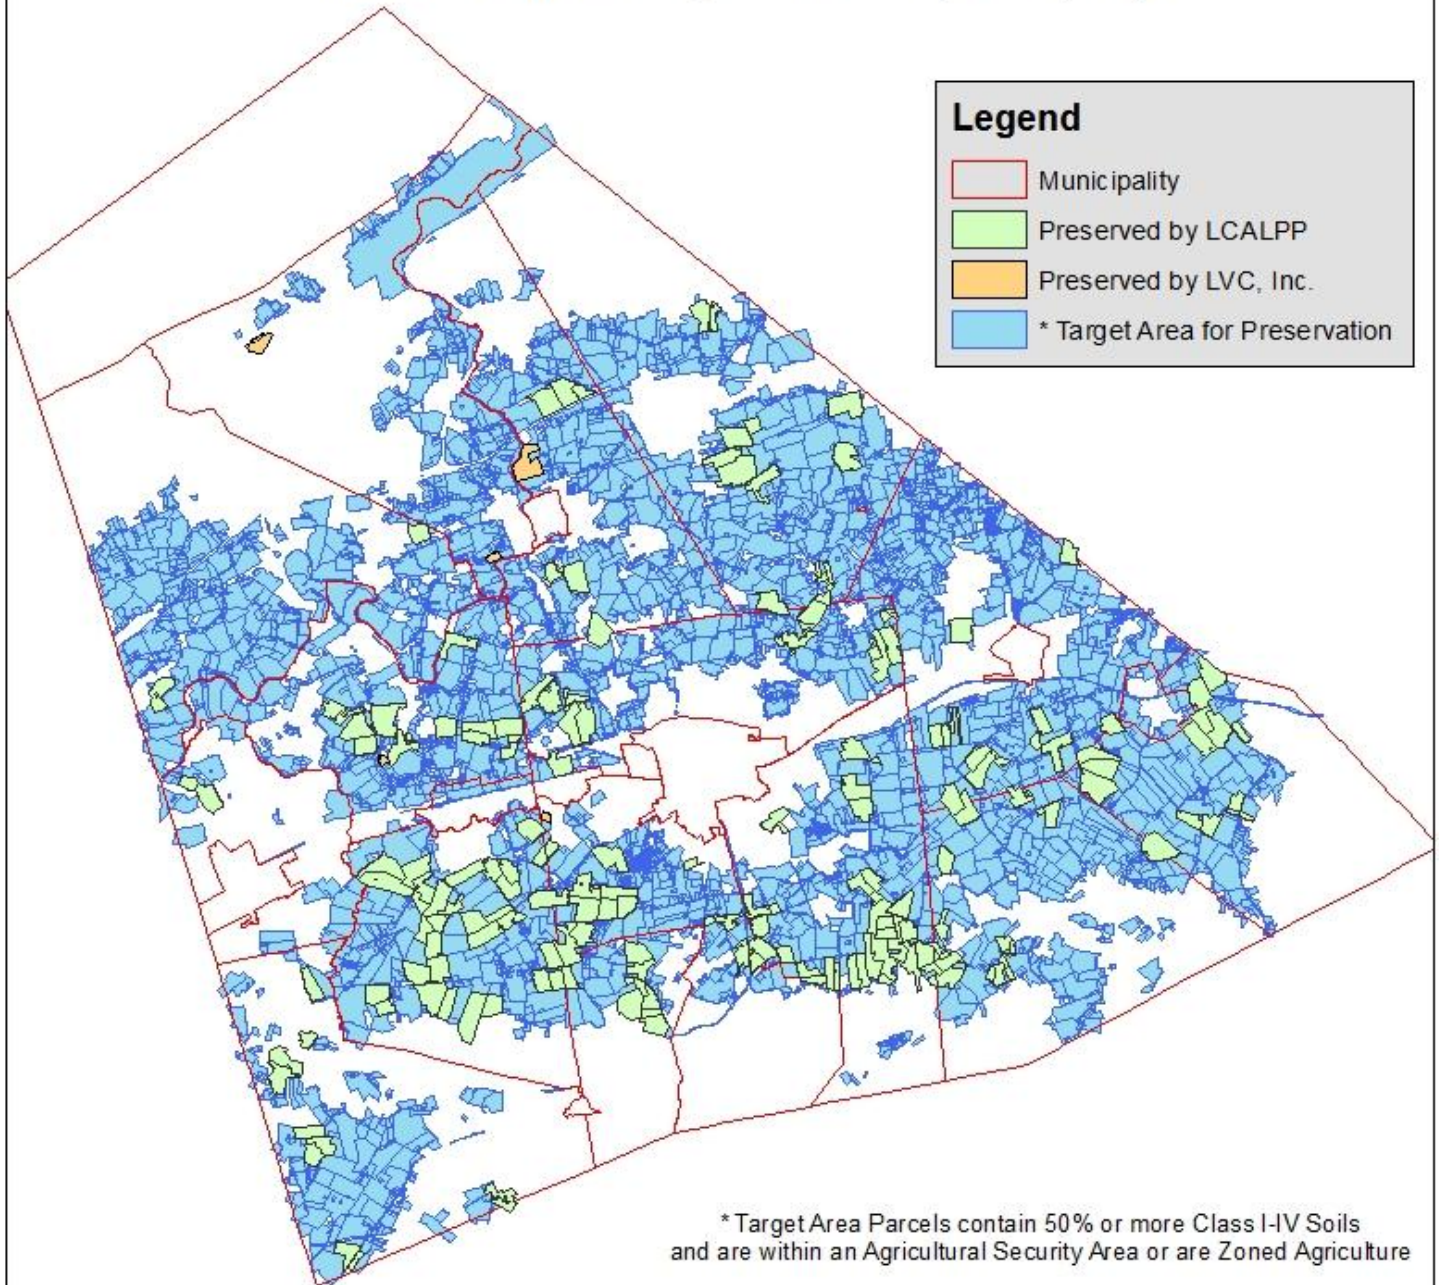 Legend
Municipality
Preserved by LCALPP
Preserved by LVC, Inc.
* Target Area for Preservation
* Target Area Parcels contain 50% or more Class I-IV Soils
and are within an Agricultural Security Area or are Zoned Agriculture